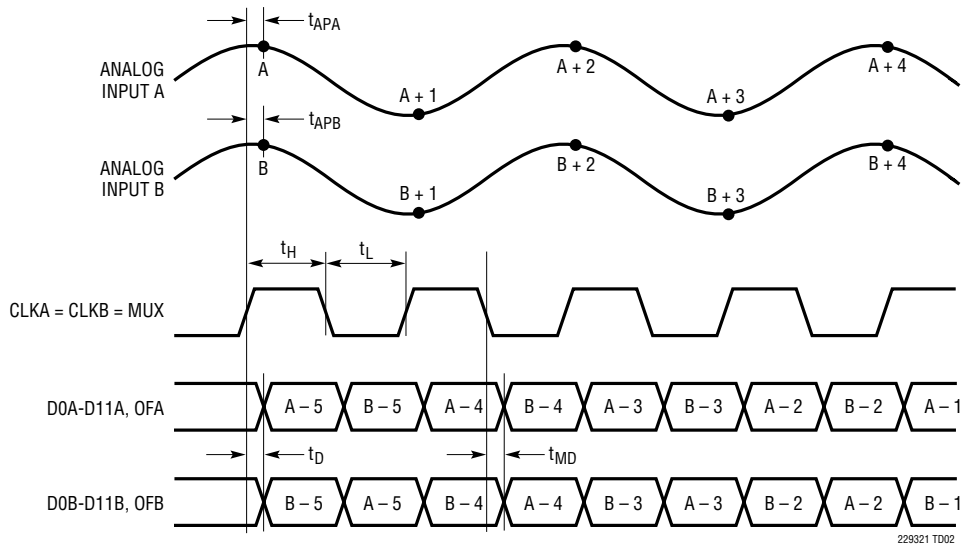 tAPA
ANALOG
INPUT A
A
A + 1
A + 2
A + 3
A + 4
tAPB
ANALOG
INPUT B
B
B + 1
B + 2
B + 3
B + 4
tH
tL
CLKA = CLKB = MUX
D0A-D11A, OFA
A – 5
B – 5
A – 4
B – 4
A – 3
B – 3
A – 2
B – 2
A – 1
tD
tMD
D0B-D11B, OFB
B – 5
A – 5
B – 4
A – 4
B – 3
A – 3
B – 2
A – 2
B – 1
229321 TD02